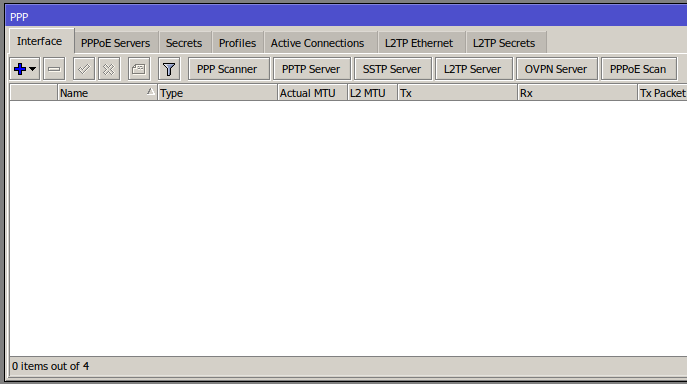 PPP
Interface PPPoE Servers Secrets Profiles Active Connections L2TP Ethernet L2TP Secrets
PPP Scanner PPTP Server SSTP Server L2TP Server OVPN Server PPPoE Scan
Name Type Actual MTU L2 MTU Tx Rx Tx Packet
0 items out of 4